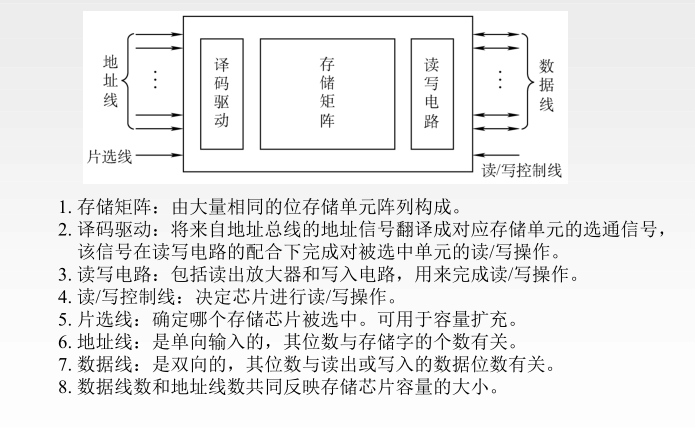 地址线
译码驱动
存储矩阵
读写电路
数据线
片选线
读/写控制线
1. 存储矩阵：由大量相同的位存储单元阵列构成。
2. 译码驱动：将来自地址总线的地址信号翻译成对应存储单元的选通信号，
该信号在读写电路的配合下完成对被选中单元的读/写操作。
3. 读写电路：包括读出放大器和写入电路，用来完成读/写操作。
4. 读/写控制线：决定芯片进行读/写操作。
5. 片选线：确定哪个存储芯片被选中。可用于容量扩充。
6. 地址线：是单向输入的，其位数与存储字的个数有关。
7. 数据线：是双向的，其位数与读出或写入的数据位数有关。
8. 数据线数和地址线数共同反映存储芯片容量的大小。